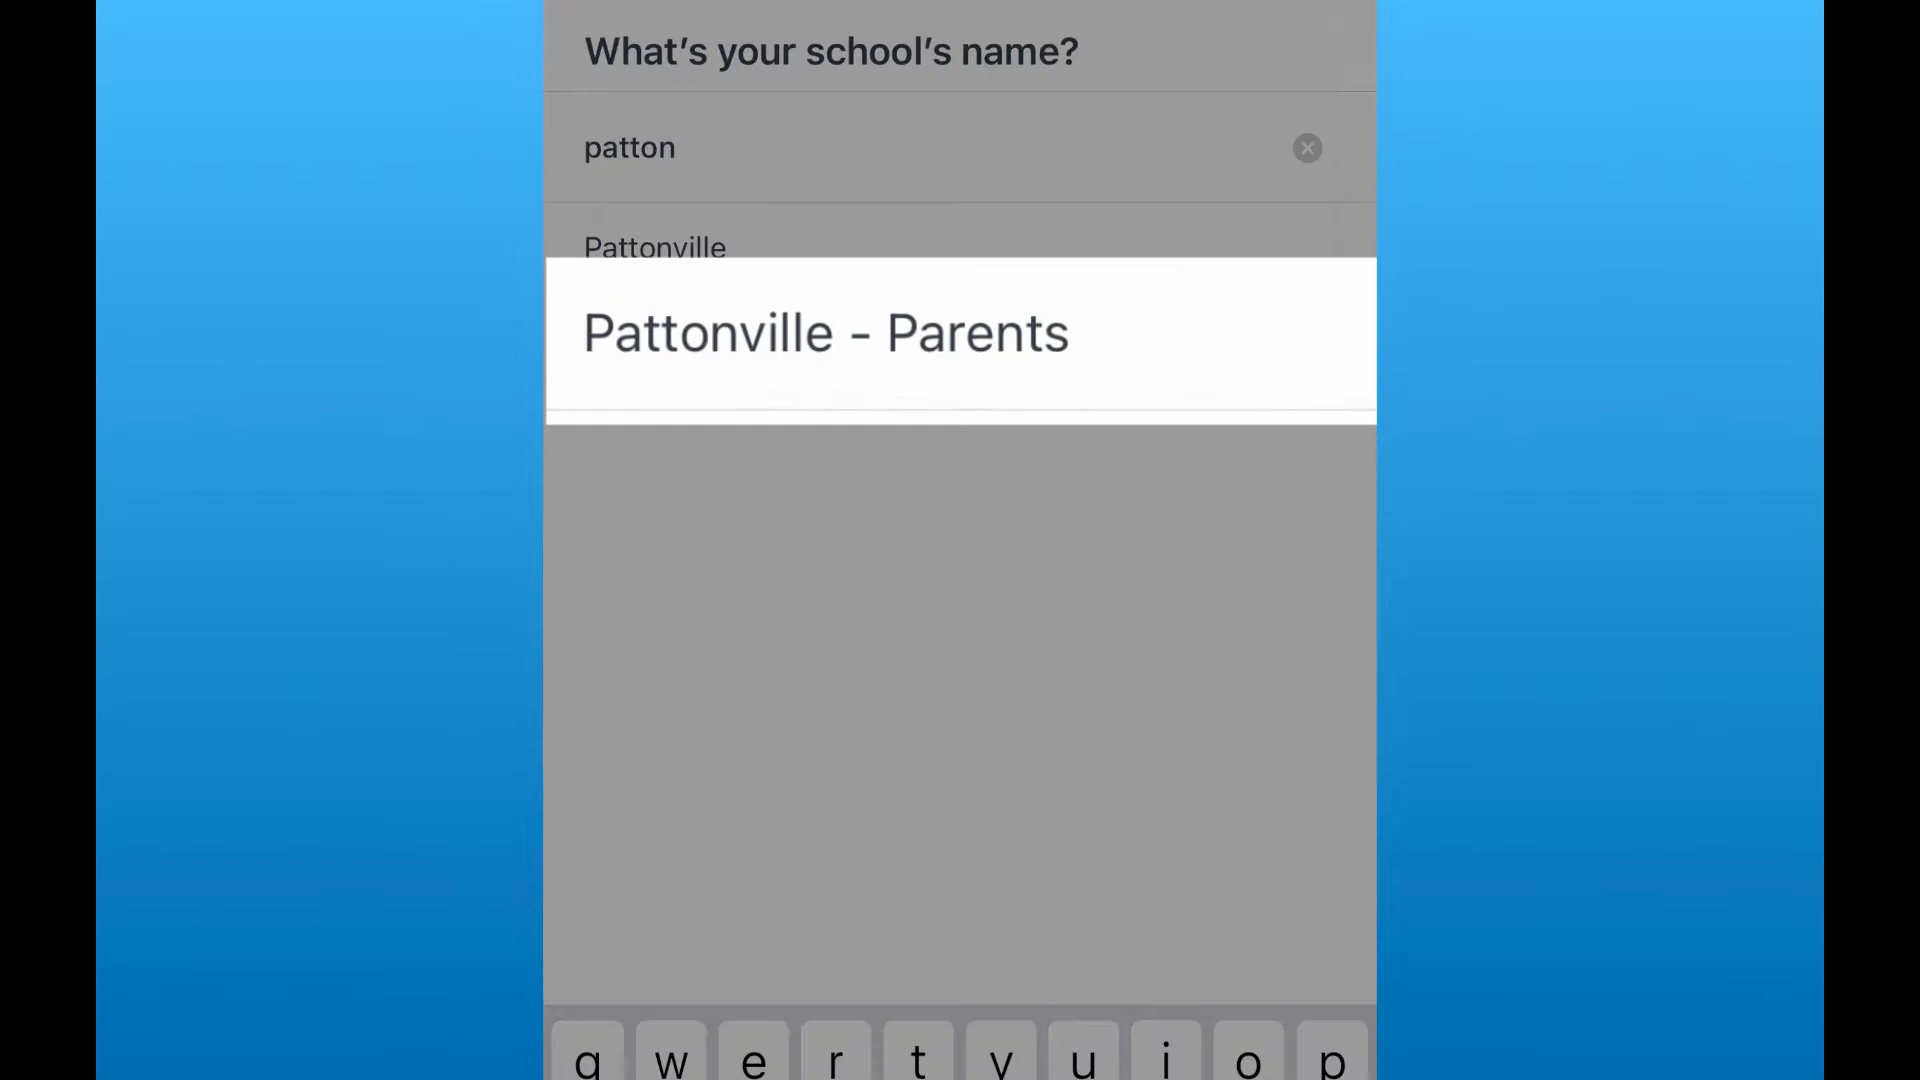 What’s your school’s name?
patton
Pattonville
Pattonville - Parents
q w e r t y u i o p